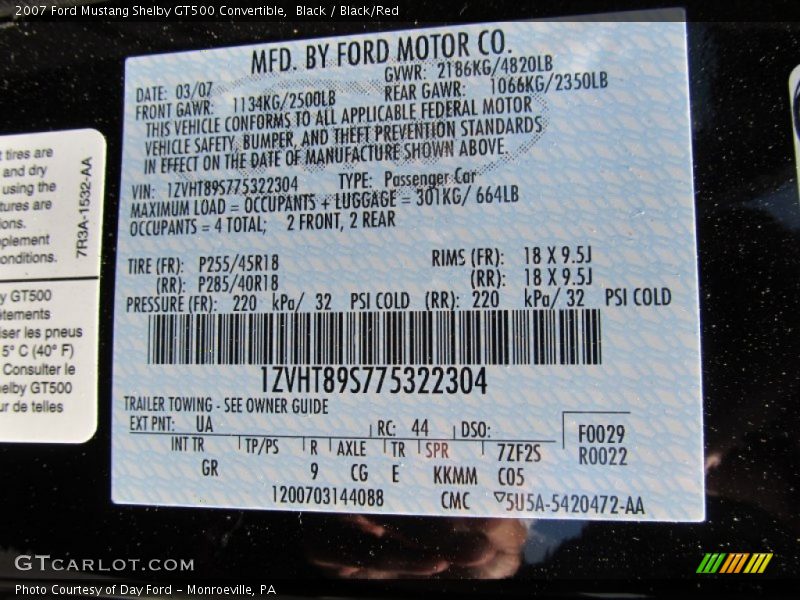 2007 Ford Mustang Shelby GT500 Convertible, Black / Black/Red
MFD. BY FORD MOTOR CO.
DATE: 03/07 GVWR: 2186KG/4820LB
FRONT GAWR: 1134KG/2500LB REAR GAWR: 1066KG/2350LB
THIS VEHICLE CONFORMS TO ALL APPLICABLE FEDERAL MOTOR
VEHICLE SAFETY, BUMPER, AND THEFT PREVENTION STANDARDS
IN EFFECT ON THE DATE OF MANUFACTURE SHOWN ABOVE
VIN: 1ZVHT89S775322304 TYPE: Passenger Car
MAXIMUM LOAD = OCCUPANTS + LUGGAGE = 301KG/ 664LB
OCCUPANTS = 4 TOTAL; 2 FRONT, 2 REAR
TIRE (FR): P255/45R18 RIMS (FR): 18 X 9.5J
(RR): P285/40R18 (RR): 18 X 9.5J
PRESSURE (FR): 220 kPa/ 32 PSI COLD (RR): 220 kPa/ 32 PSI COLD
1ZVHT89S775322304
TRAILER TOWING - SEE OWNER GUIDE
EXT PNT: UA RC: 44 DSO: F0029
INT TR TP/PS R AXLE TR SPR 7ZF2S R0022
GR 9 CG E KKMM C05
1200703144088 CMC 5U5A-5420472-AA
t tires are
and dry
using the
tures are
ions.
plement
onditions.
7R3A-1532-AA
y GT500
êtements
iser les pneus
5° C (40° F)
Consulter le
elby GT500
ur de telles
GTCARLOT.COM
Photo Courtesy of Day Ford – Monroeville, PA